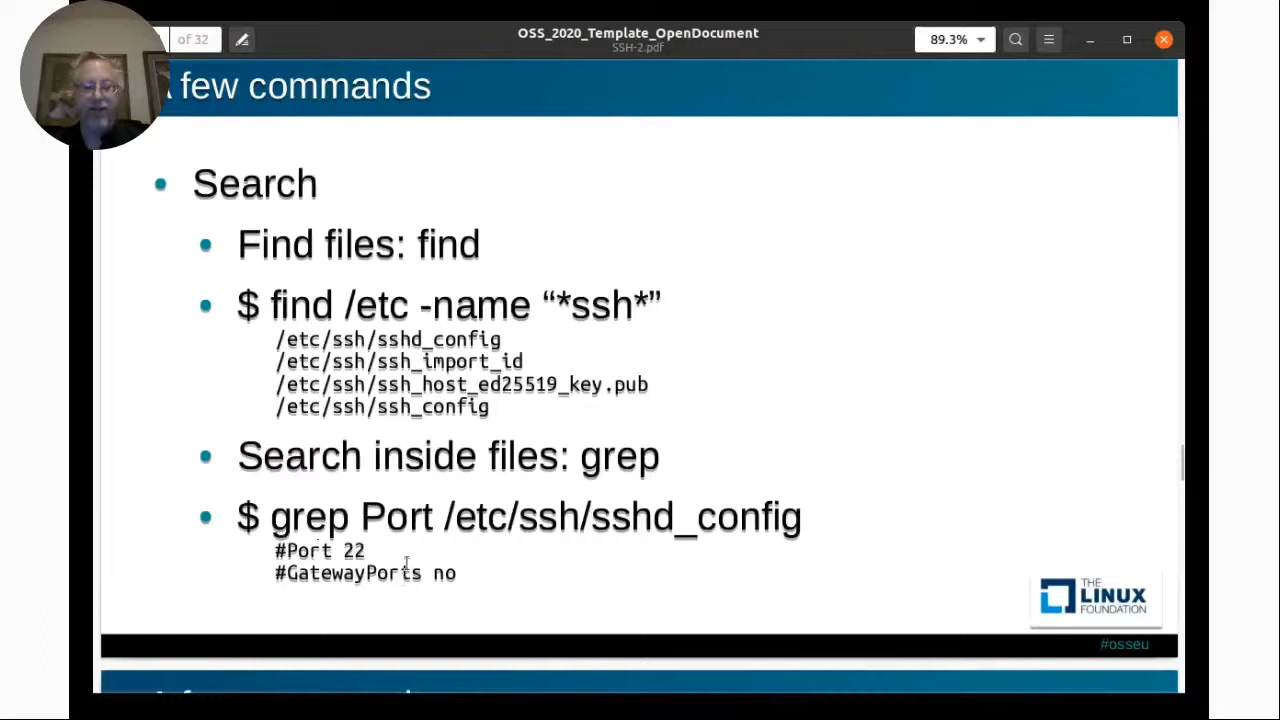 of 32
OSS_2020_Template_OpenDocument
SSH-2.pdf
89.3%
few commands
Search
Find files: find
$ find /etc -name “*ssh*”
/etc/ssh/sshd_config
/etc/ssh/ssh_import_id
/etc/ssh/ssh_host_ed25519_key.pub
/etc/ssh/ssh_config
Search inside files: grep
$ grep Port /etc/ssh/sshd_config
#Port 22
#GatewayPorts no
THE
LINUX
FOUNDATION
#osseu